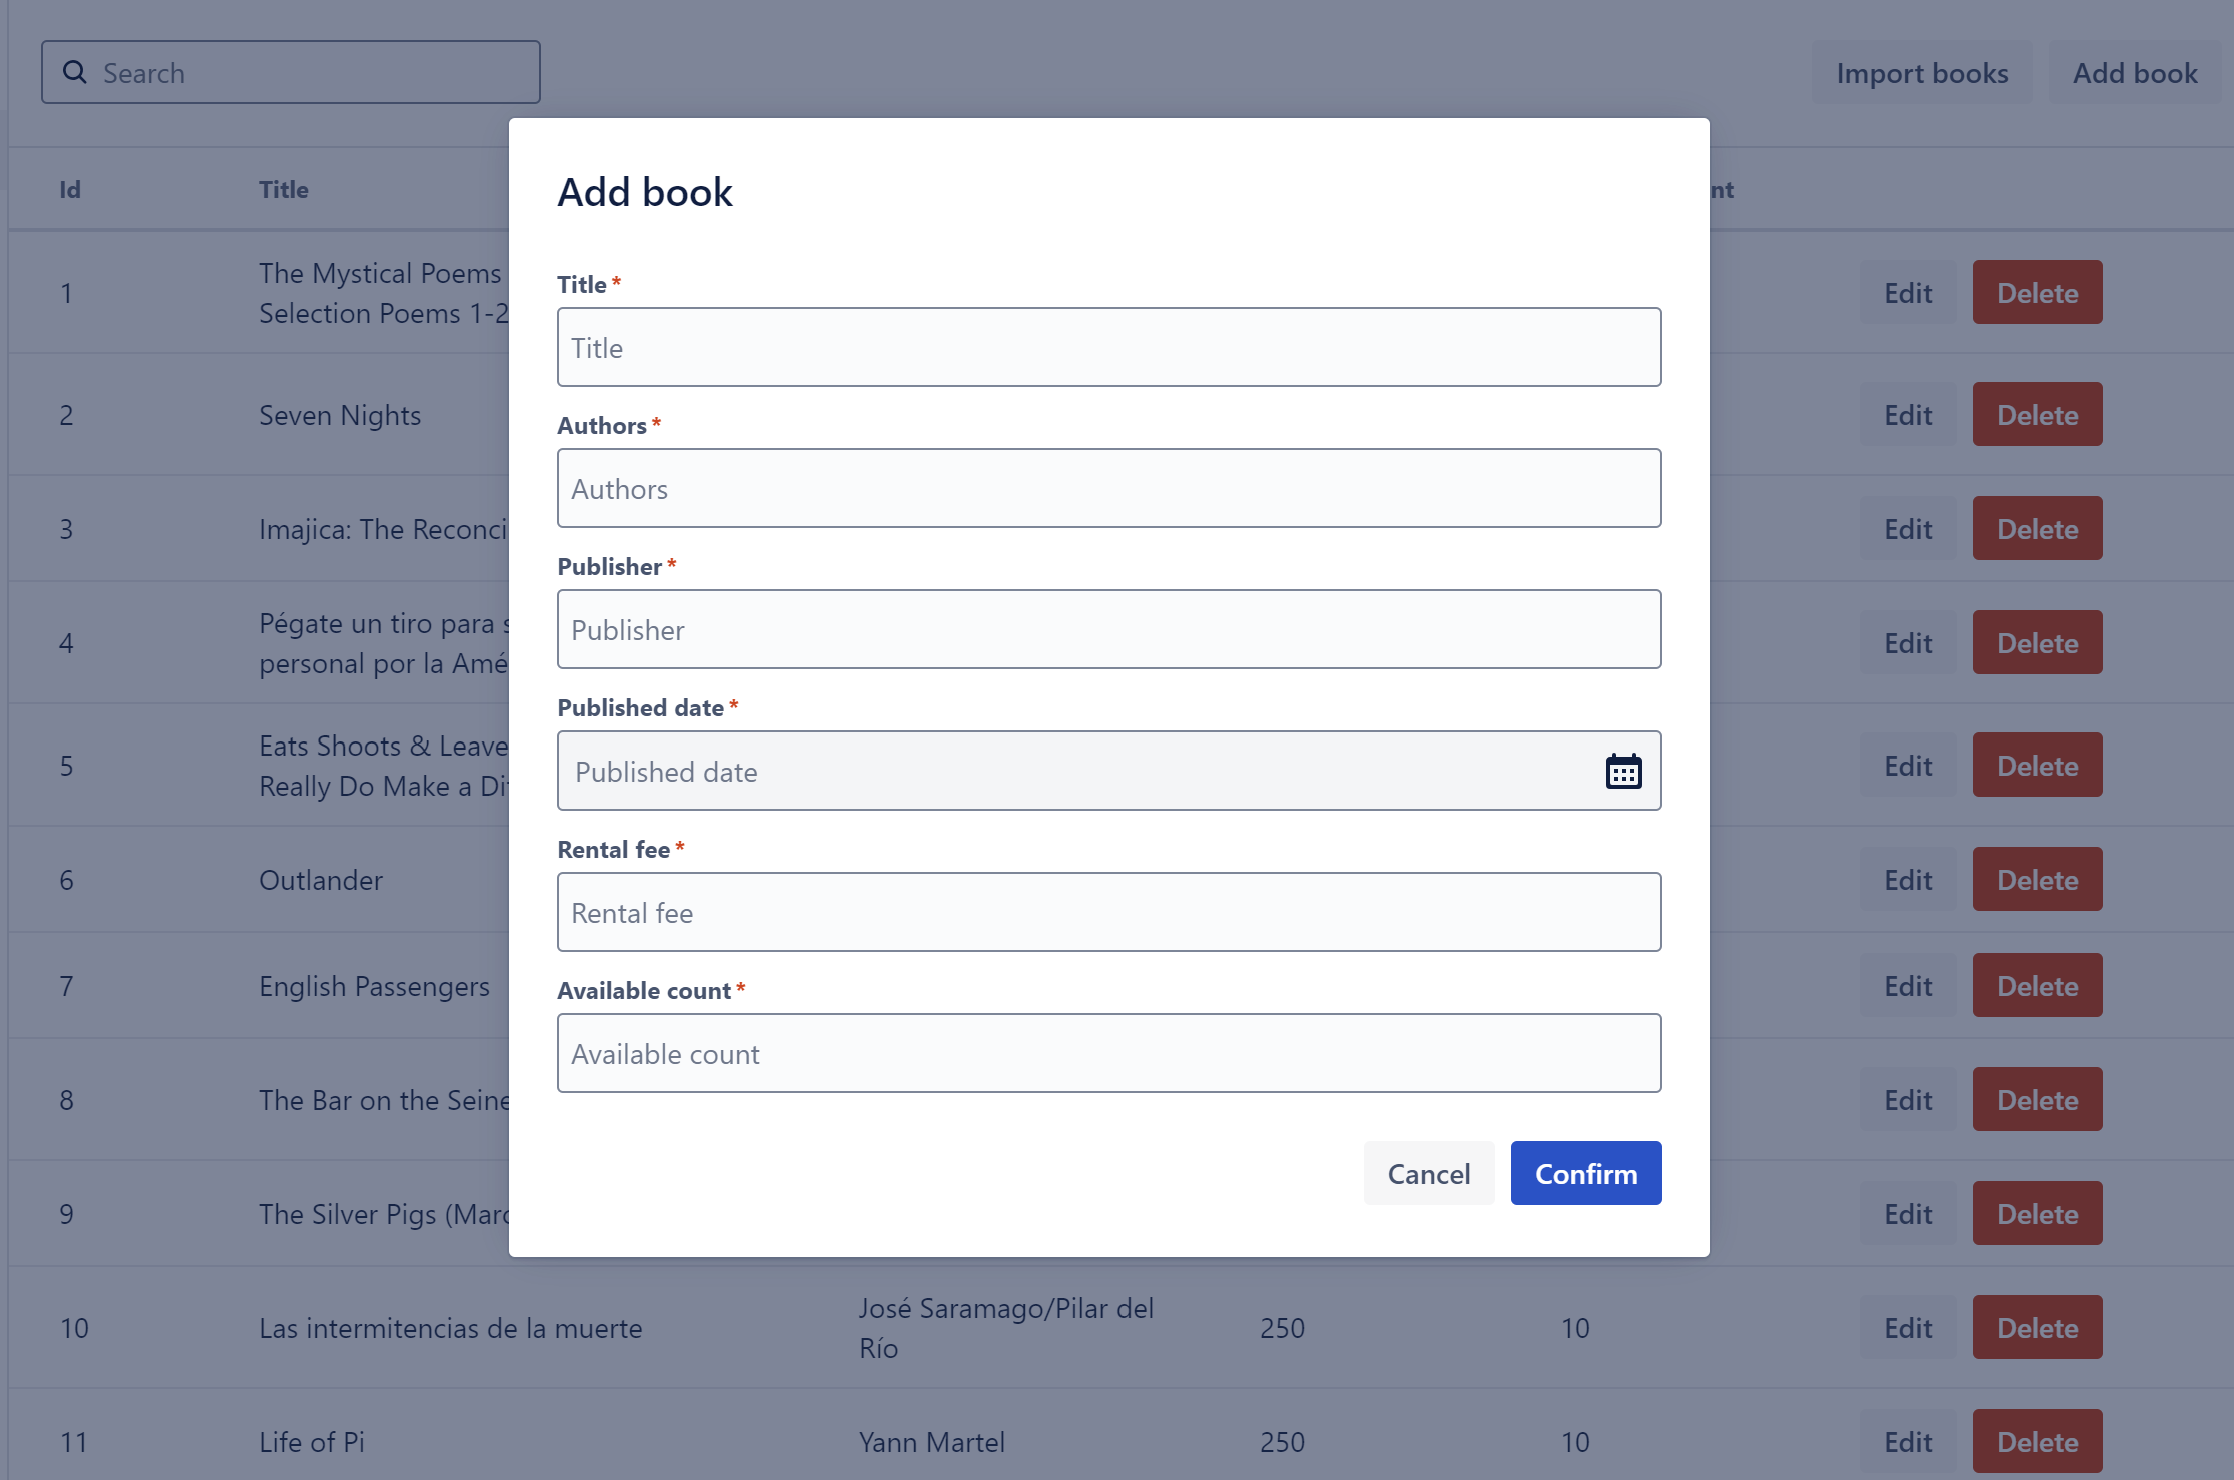 Search
Import books
Add book
Id
Title
nt
1
The Mystical Poems
Selection Poems 1-2
Edit
Delete
2
Seven Nights
Edit
Delete
3
Imajica: The Reconci
Edit
Delete
4
Pégate un tiro para s
personal por la Amé
Edit
Delete
5
Eats Shoots & Leave
Really Do Make a Di
Edit
Delete
6
Outlander
Edit
Delete
7
English Passengers
Edit
Delete
8
The Bar on the Seine
Edit
Delete
9
The Silver Pigs (Marc
Edit
Delete
10
Las intermitencias de la muerte
José Saramago/Pilar del
Río
250
10
Edit
Delete
11
Life of Pi
Yann Martel
250
10
Edit
Delete
Add book
Title *
Title
Authors *
Authors
Publisher *
Publisher
Published date *
Published date
Rental fee *
Rental fee
Available count *
Available count
Cancel
Confirm